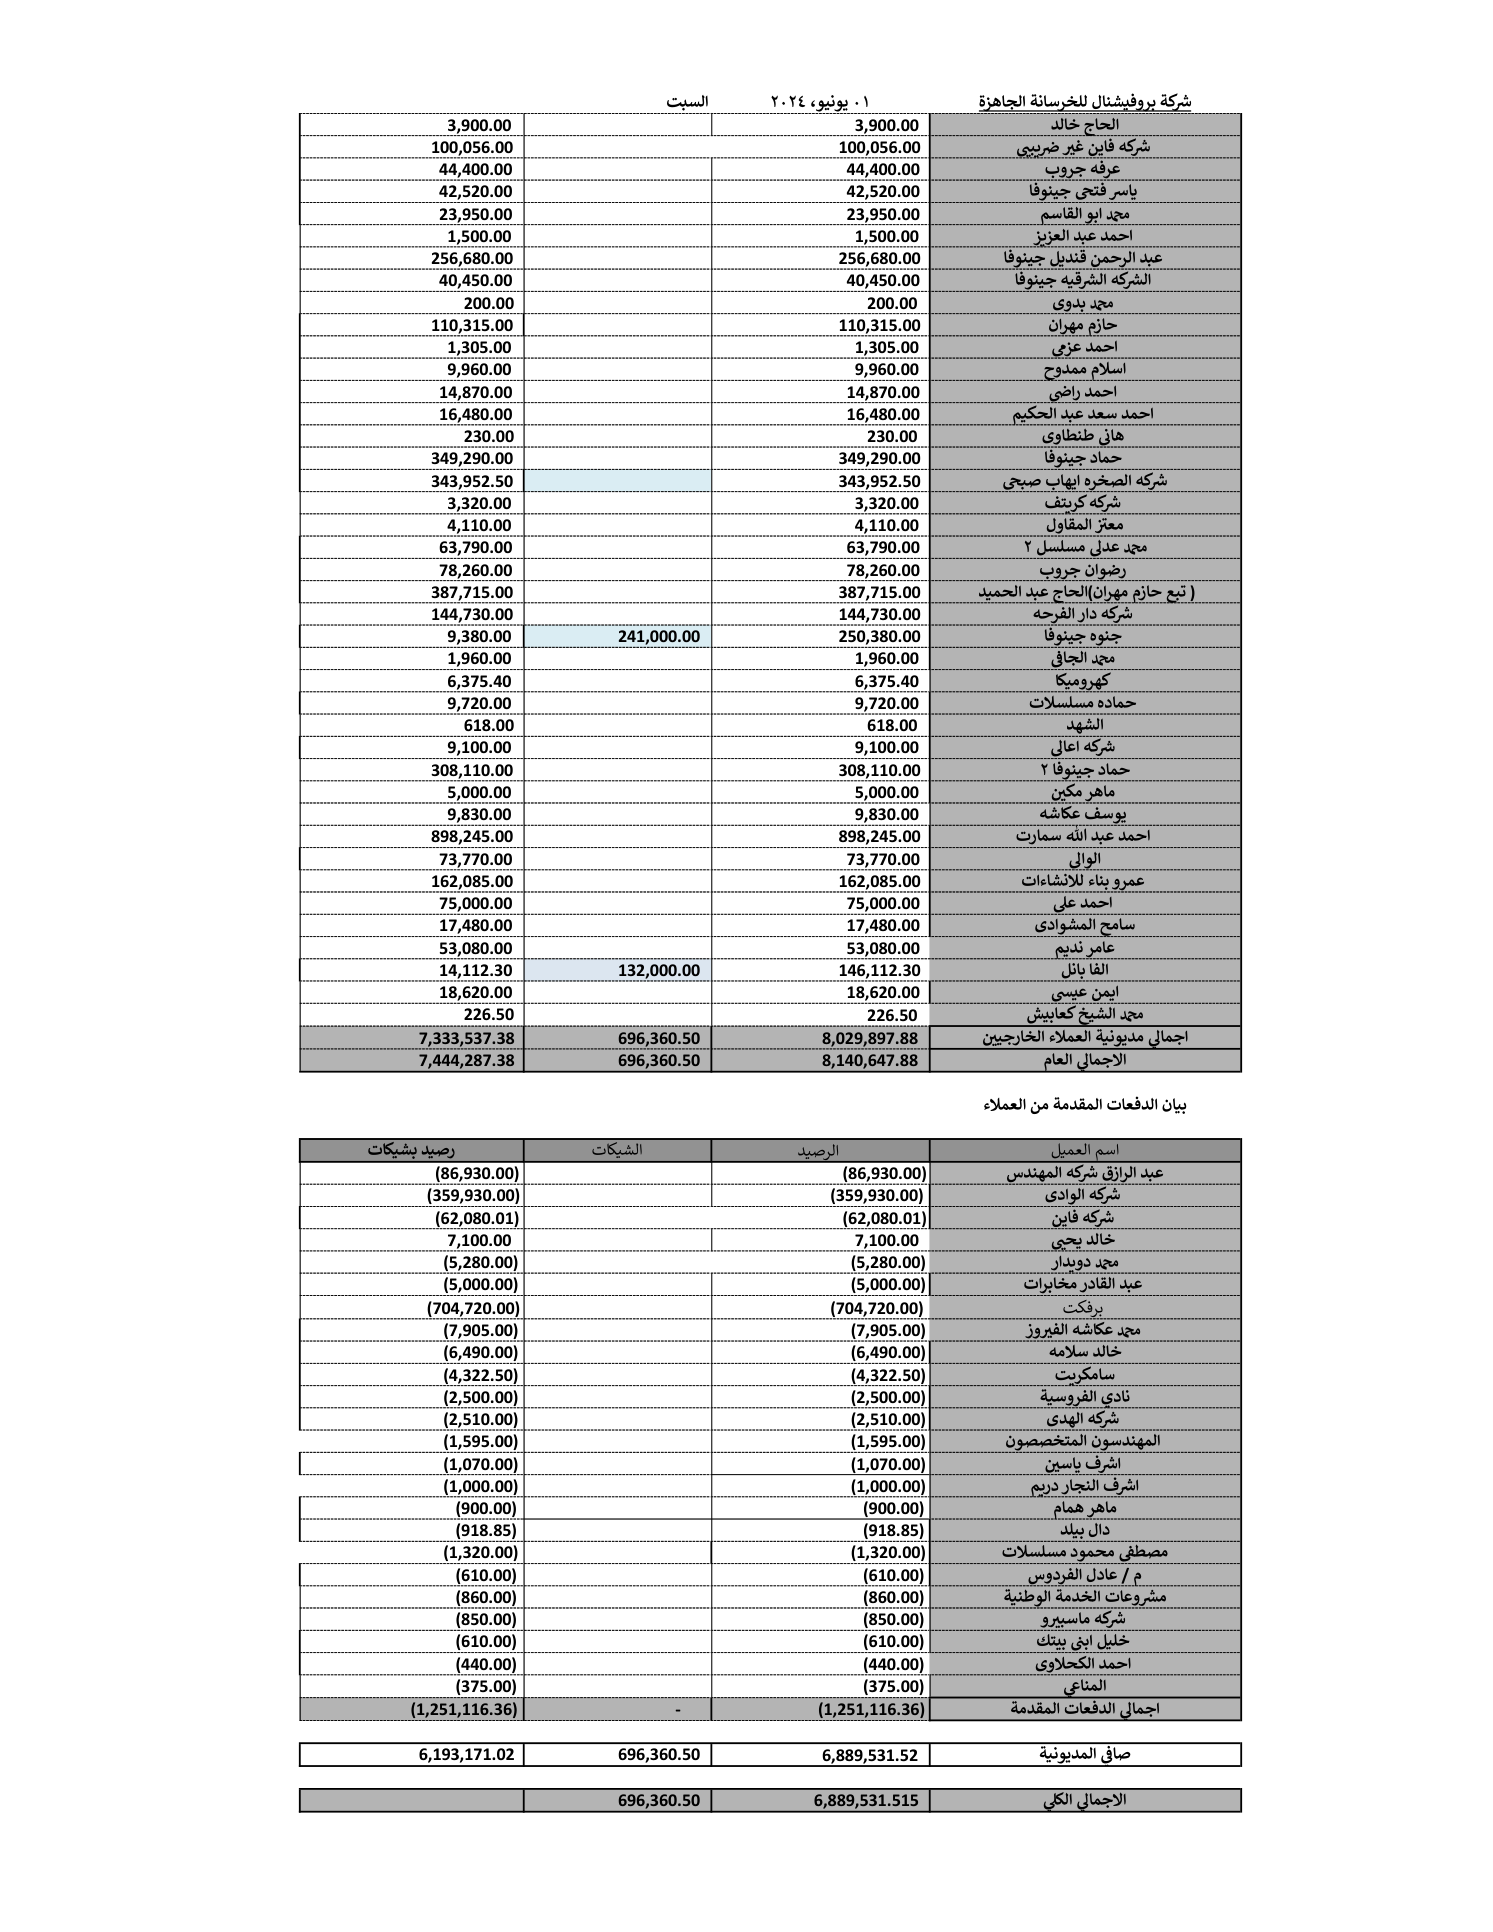 شركة بروفيشنال للخرسانة الجاهزة ٠١ يونيو، ٢٠٢٤ السبت
الحاج خالد 3,900.00 3,900.00
شركه فاين غير ضريبيى 100,056.00 100,056.00
عرفه جروب 44,400.00 44,400.00
ياسر فتحى جينوفا 42,520.00 42,520.00
محمد ابو القاسم 23,950.00 23,950.00
احمد عبد العزيز 1,500.00 1,500.00
عبد الرحمن قنديل جينوفا 256,680.00 256,680.00
الشركه الشرقيه جينوفا 40,450.00 40,450.00
محمد بدوى 200.00 200.00
حازم مهران 110,315.00 110,315.00
احمد عزمى 1,305.00 1,305.00
اسلام ممدوح 9,960.00 9,960.00
احمد راضى 14,870.00 14,870.00
احمد سعد عبد الحكيم 16,480.00 16,480.00
هانى طنطاوى 230.00 230.00
حماد جينوفا 349,290.00 349,290.00
شركه الصخره ايهاب صبحى 343,952.50 343,952.50
شركه كريتف 3,320.00 3,320.00
معتز المقاول 4,110.00 4,110.00
محمد عدلى مسلسل ٢ 63,790.00 63,790.00
رضوان جروب 78,260.00 78,260.00
( تبع حازم مهران)الحاج عبد الحميد 387,715.00 387,715.00
شركه دار الفرحه 144,730.00 144,730.00
جنوه جينوفا 250,380.00 241,000.00 9,380.00
محمد الجافى 1,960.00 1,960.00
كهروميكا 6,375.40 6,375.40
حماده مسلسلات 9,720.00 9,720.00
الشهد 618.00 618.00
شركه اعالى 9,100.00 9,100.00
حماد جينوفا ٢ 308,110.00 308,110.00
ماهر مكين 5,000.00 5,000.00
يوسف عكاشه 9,830.00 9,830.00
احمد عبد الله سمارت 898,245.00 898,245.00
الوالى 73,770.00 73,770.00
عمرو بناء للانشاءات 162,085.00 162,085.00
احمد على 75,000.00 75,000.00
سامح المشوادى 17,480.00 17,480.00
عامر نديم 53,080.00 53,080.00
الفا بانل 146,112.30 132,000.00 14,112.30
ايمن عيسى 18,620.00 18,620.00
محمد الشيخ كعابيش 226.50 226.50
اجمالي مديونية العملاء الخارجيين 8,029,897.88 696,360.50 7,333,537.38
الاجمالي العام 8,140,647.88 696,360.50 7,444,287.38
بيان الدفعات المقدمة من العملاء
اسم العميل الرصيد الشيكات رصيد بشيكات
عبد الرازق شركه المهندس (86,930.00) (86,930.00)
شركه الوادى (359,930.00) (359,930.00)
شركه فاين (62,080.01) (62,080.01)
خالد يحيى 7,100.00 7,100.00
محمد دويدار (5,280.00) (5,280.00)
عبد القادر مخابرات (5,000.00) (5,000.00)
برفكت (704,720.00) (704,720.00)
محمد عكاشه الفيروز (7,905.00) (7,905.00)
خالد سلامه (6,490.00) (6,490.00)
سامكريت (4,322.50) (4,322.50)
نادي الفروسية (2,500.00) (2,500.00)
شركه الهدى (2,510.00) (2,510.00)
المهندسون المتخصصون (1,595.00) (1,595.00)
اشرف ياسين (1,070.00) (1,070.00)
اشرف النجار دريم (1,000.00) (1,000.00)
ماهر همام (900.00) (900.00)
دال بيلد (918.85) (918.85)
مصطفى محمود مسلسلات (1,320.00) (1,320.00)
م / عادل الفردوس (610.00) (610.00)
مشروعات الخدمة الوطنية (860.00) (860.00)
شركه ماسبيرو (850.00) (850.00)
خليل ابنى بيتك (610.00) (610.00)
احمد الكحلاوى (440.00) (440.00)
المناعي (375.00) (375.00)
اجمالي الدفعات المقدمة (1,251,116.36) - (1,251,116.36)
صافي المديونية 6,889,531.52 696,360.50 6,193,171.02
الاجمالي الكلي 6,889,531.515 696,360.50